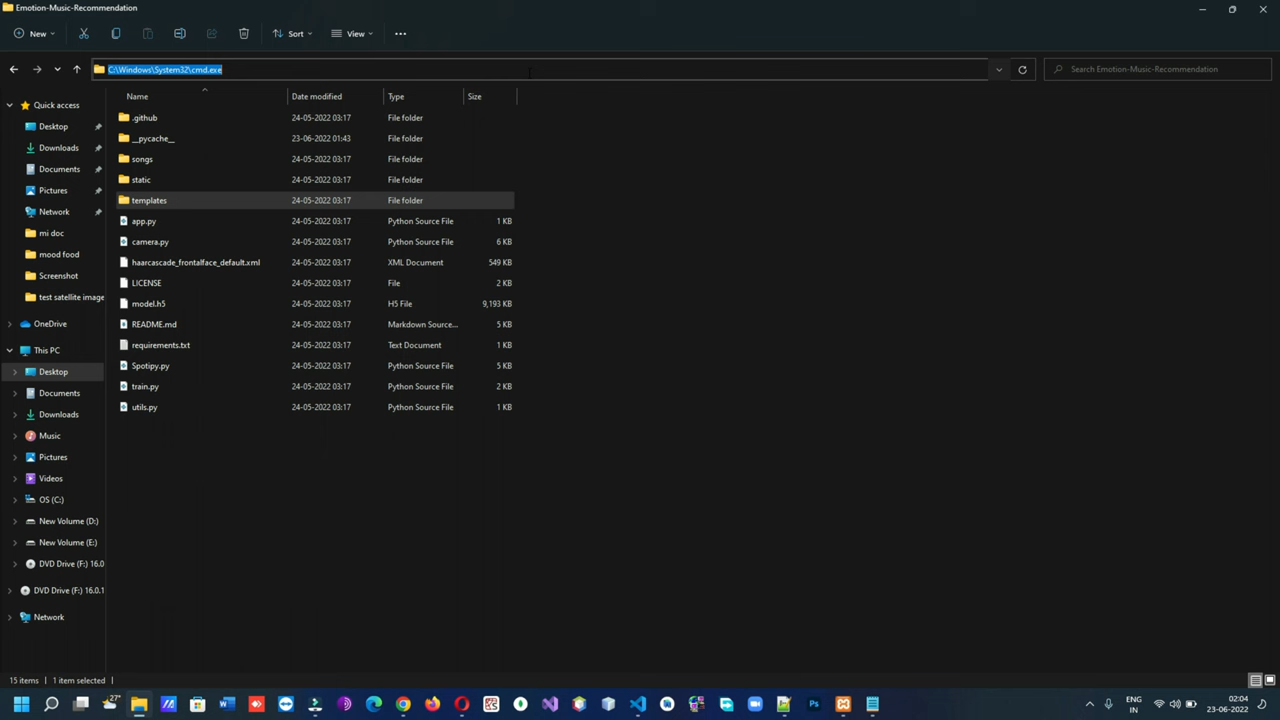 Emotion-Music-Recommendation
New
Sort
View
C:\Windows\System32\cmd.exe
Search Emotion-Music-Recommendation
Name Date modified Type Size
Quick access
Desktop
Downloads
Documents
Pictures
Network
mi doc
mood food
Screenshot
test satellite image
OneDrive
This PC
Desktop
Documents
Downloads
Music
Pictures
Videos
OS (C:)
New Volume (D:)
New Volume (E:)
DVD Drive (F:) 16.0
DVD Drive (F:) 16.0.1
Network
.github 24-05-2022 03:17 File folder
__pycache__ 23-06-2022 01:43 File folder
songs 24-05-2022 03:17 File folder
static 24-05-2022 03:17 File folder
templates 24-05-2022 03:17 File folder
app.py 24-05-2022 03:17 Python Source File 1 KB
camera.py 24-05-2022 03:17 Python Source File 6 KB
haarcascade_frontalface_default.xml 24-05-2022 03:17 XML Document 549 KB
LICENSE 24-05-2022 03:17 File 2 KB
model.h5 24-05-2022 03:17 H5 File 9,193 KB
README.md 24-05-2022 03:17 Markdown Source... 5 KB
requirements.txt 24-05-2022 03:17 Text Document 1 KB
Spotipy.py 24-05-2022 03:17 Python Source File 5 KB
train.py 24-05-2022 03:17 Python Source File 2 KB
utils.py 24-05-2022 03:17 Python Source File 1 KB
15 items 1 item selected
27°
ENG
IN
02:04
23-06-2022